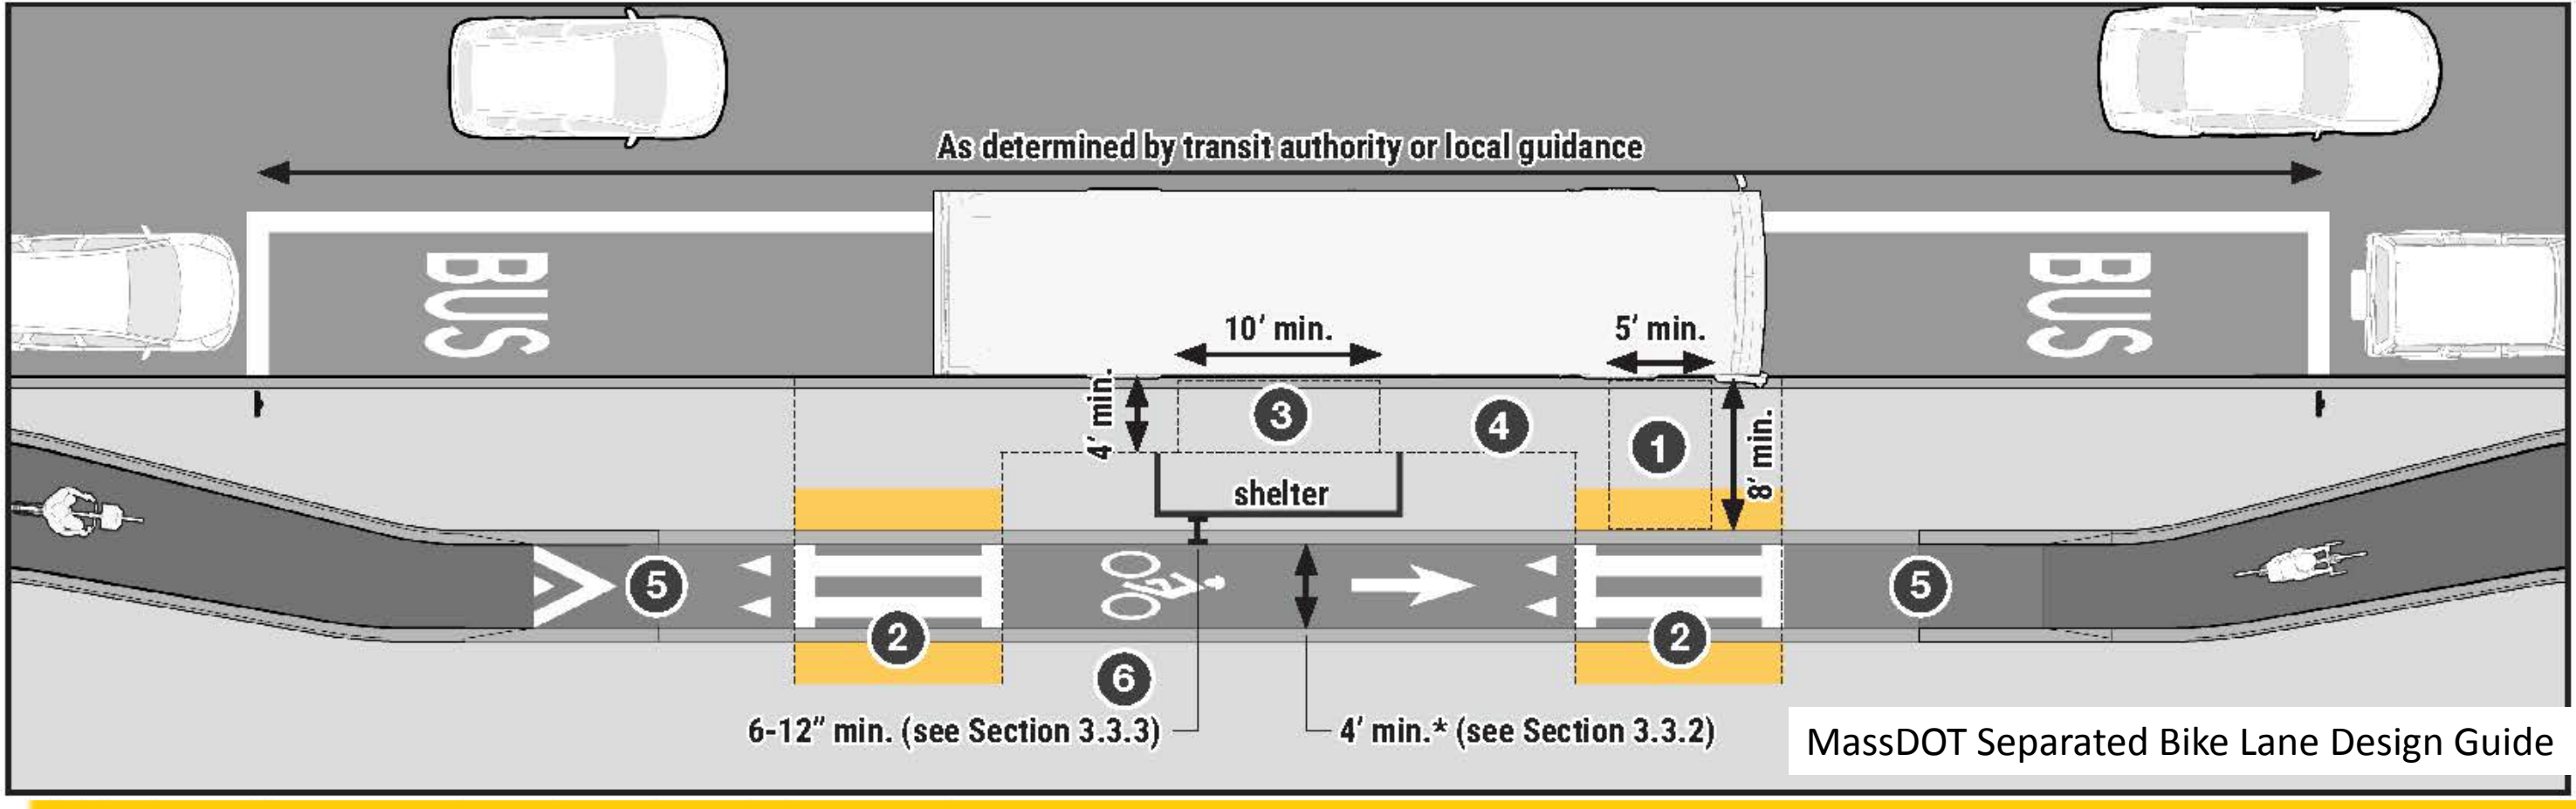 As determined by transit authority or local guidance
BUS
BUS
10’ min.
5’ min.
4’ min.
3
4
1
8’ min.
shelter
5
5
2
2
6
6-12” min. (see Section 3.3.3)
4’ min.* (see Section 3.3.2)
MassDOT Separated Bike Lane Design Guide